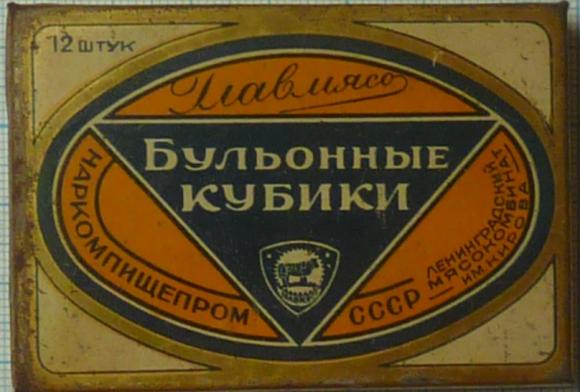 12 ШТУК
Главмясо
БУЛЬОННЫЕ
КУБИКИ
НАРКОМПИЩЕПРОМ
СССР
ЛЕНИНГРАДСКИЙ
МЯСОКОМБИНАТ
ИМ. КИРОВА